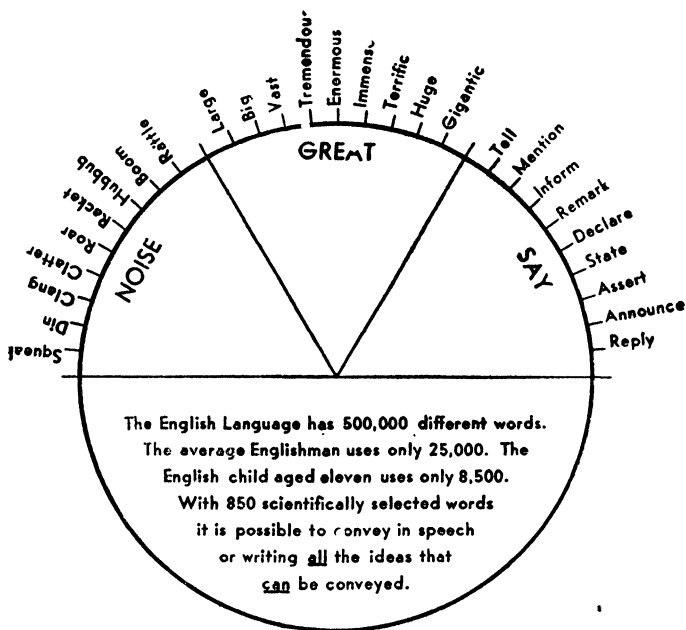 Squeak
Din
Clang
Clatter
Roar
Racket
Hubbub
Boom
Rattle
Large
Big
Vast
Tremendous
Enormous
Immense
Terrific
Huge
Gigantic
Tell
Mention
Inform
Remark
Declare
State
Assert
Announce
Reply
NOISE
GREAT
SAY
The English Language has 500,000 different words.
The average Englishman uses only 25,000. The
English child aged eleven uses only 8,500.
With 850 scientifically selected words
it is possible to convey in speech
or writing all the ideas that
can be conveyed.